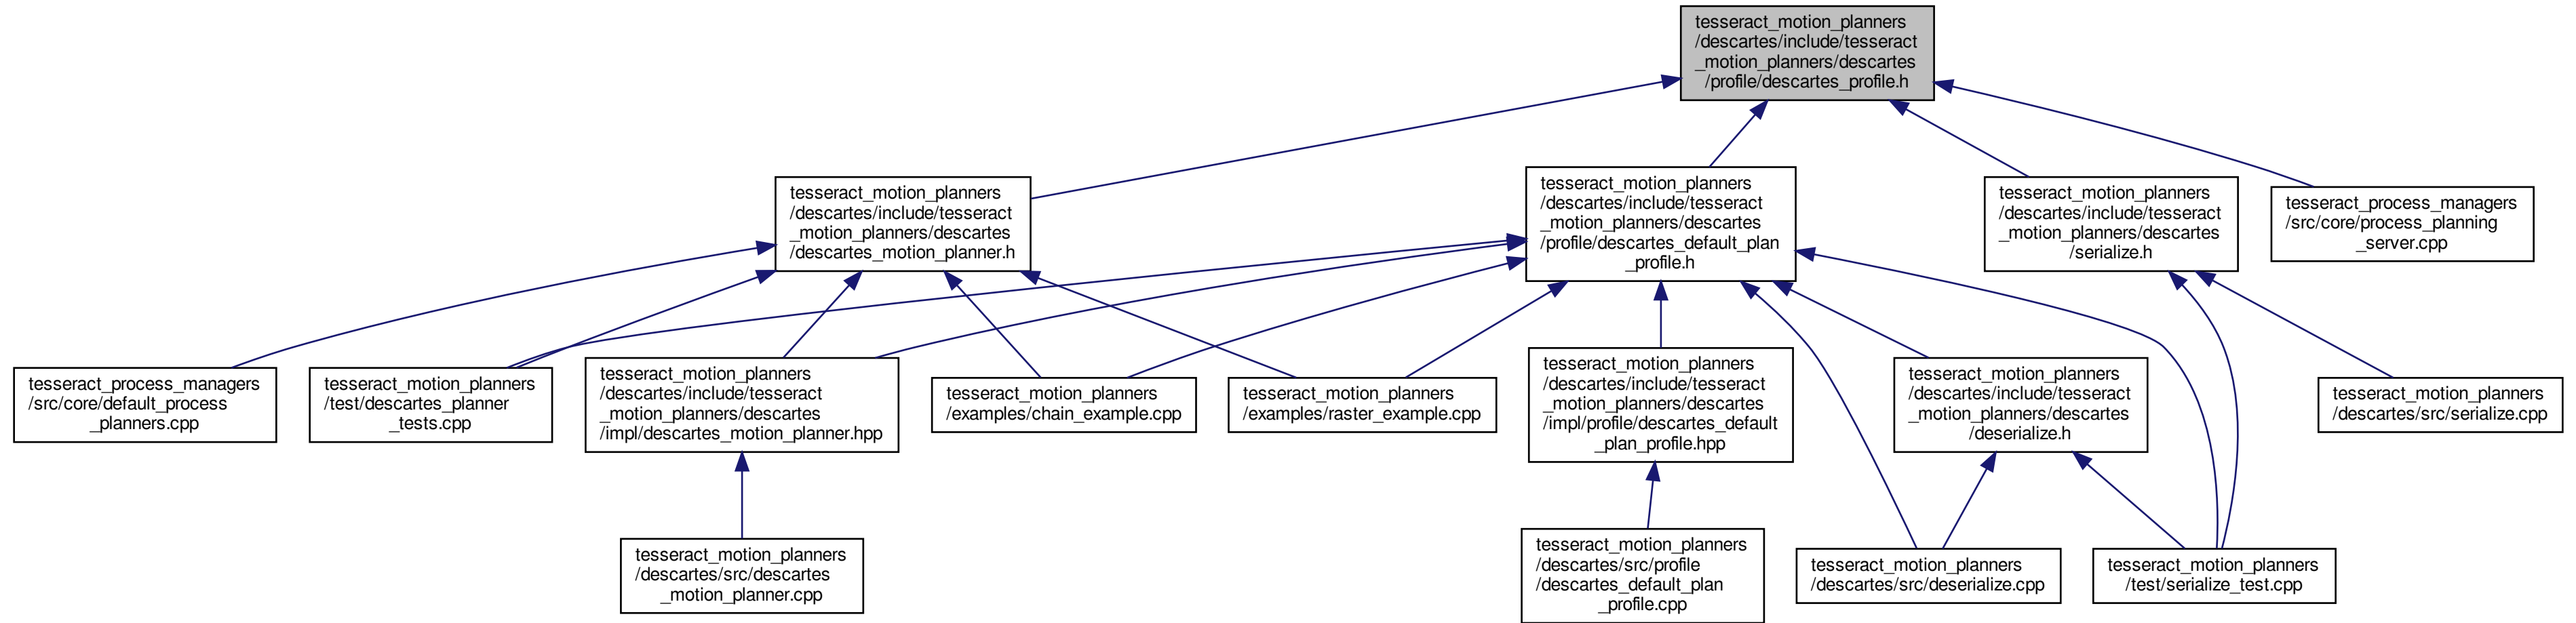 tesseract_motion_planners
/descartes/include/tesseract
_motion_planners/descartes
/profile/descartes_profile.h
tesseract_motion_planners
/descartes/include/tesseract
_motion_planners/descartes
/descartes_motion_planner.h
tesseract_motion_planners
/descartes/include/tesseract
_motion_planners/descartes
/profile/descartes_default_plan
_profile.h
tesseract_motion_planners
/descartes/include/tesseract
_motion_planners/descartes
/serialize.h
tesseract_process_managers
/src/core/process_planning
_server.cpp
tesseract_process_managers
/src/core/default_process
_planners.cpp
tesseract_motion_planners
/test/descartes_planner
_tests.cpp
tesseract_motion_planners
/descartes/include/tesseract
_motion_planners/descartes
/impl/descartes_motion_planner.hpp
tesseract_motion_planners
/examples/chain_example.cpp
tesseract_motion_planners
/examples/raster_example.cpp
tesseract_motion_planners
/descartes/include/tesseract
_motion_planners/descartes
/impl/profile/descartes_default
_plan_profile.hpp
tesseract_motion_planners
/descartes/include/tesseract
_motion_planners/descartes
/deserialize.h
tesseract_motion_planners
/descartes/src/serialize.cpp
tesseract_motion_planners
/descartes/src/descartes
_motion_planner.cpp
tesseract_motion_planners
/descartes/src/profile
/descartes_default_plan
_profile.cpp
tesseract_motion_planners
/descartes/src/deserialize.cpp
tesseract_motion_planners
/test/serialize_test.cpp